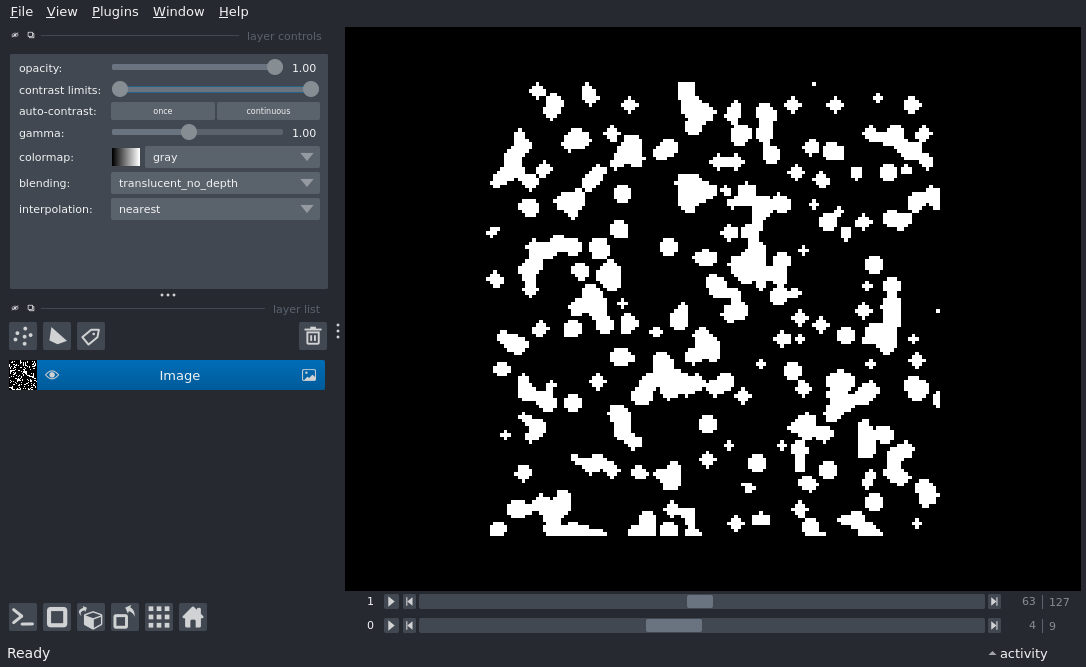 File View Plugins Window Help
layer controls
opacity: 1.00
contrast limits:
auto-contrast: once continuous
gamma: 1.00
colormap: gray
blending: translucent_no_depth
interpolation: nearest
layer list
Image
1 63 127
0 4 9
Ready activity